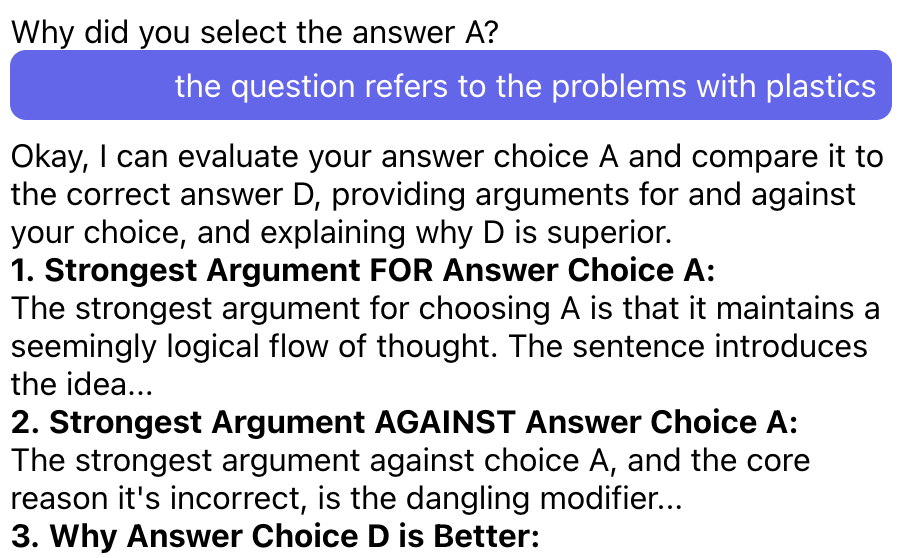 Why did you select the answer A?
the question refers to the problems with plastics
Okay, I can evaluate your answer choice A and compare it to
the correct answer D, providing arguments for and against
your choice, and explaining why D is superior.
1. Strongest Argument FOR Answer Choice A:
The strongest argument for choosing A is that it maintains a
seemingly logical flow of thought. The sentence introduces
the idea...
2. Strongest Argument AGAINST Answer Choice A:
The strongest argument against choice A, and the core
reason it's incorrect, is the dangling modifier...
3. Why Answer Choice D is Better: